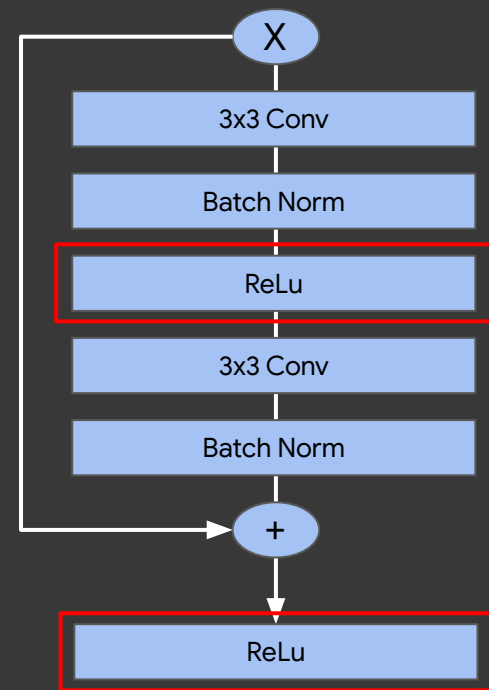 X
3x3 Conv
Batch Norm
ReLu
3x3 Conv
Batch Norm
+
ReLu